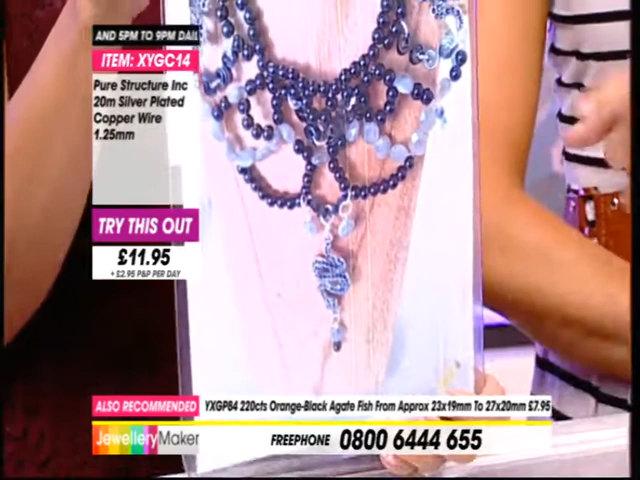 AND 5PM TO 9PM DAIL
ITEM: XYGC14
Pure Structure Inc
20m Silver Plated
Copper Wire
1.25mm
TRY THIS OUT
£11.95
+ £2.95 P&P PER DAY
ALSO RECOMMENDED YXGP84 220cts Orange-Black Agate Fish From Approx 23x19mm To 27x20mm £7.95
JewelleryMaker FREEPHONE 0800 6444 655